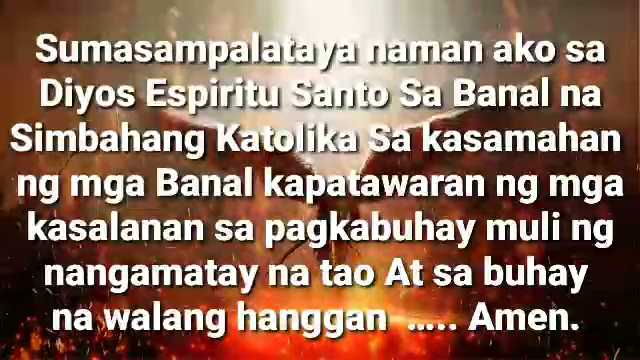 Sumasampalataya naman ako sa
Diyos Espiritu Santo Sa Banal na
Simbahang Katolika Sa kasamahan
ng mga Banal kapatawaran ng mga
kasalanan sa pagkabuhay muli ng
nangamatay na tao At sa buhay
na walang hanggan ..... Amen.